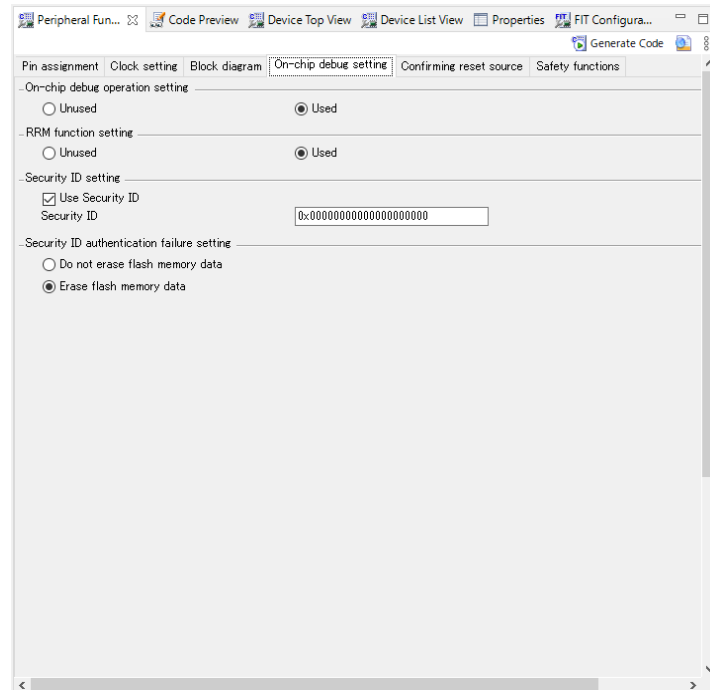 Peripheral Fun... Code Preview Device Top View Device List View Properties FIT Configura...
Generate Code
Pin assignment Clock setting Block diagram On-chip debug setting Confirming reset source Safety functions
On-chip debug operation setting
Unused Used
RRM function setting
Unused Used
Security ID setting
Use Security ID
Security ID 0x00000000000000000000
Security ID authentication failure setting
Do not erase flash memory data
Erase flash memory data